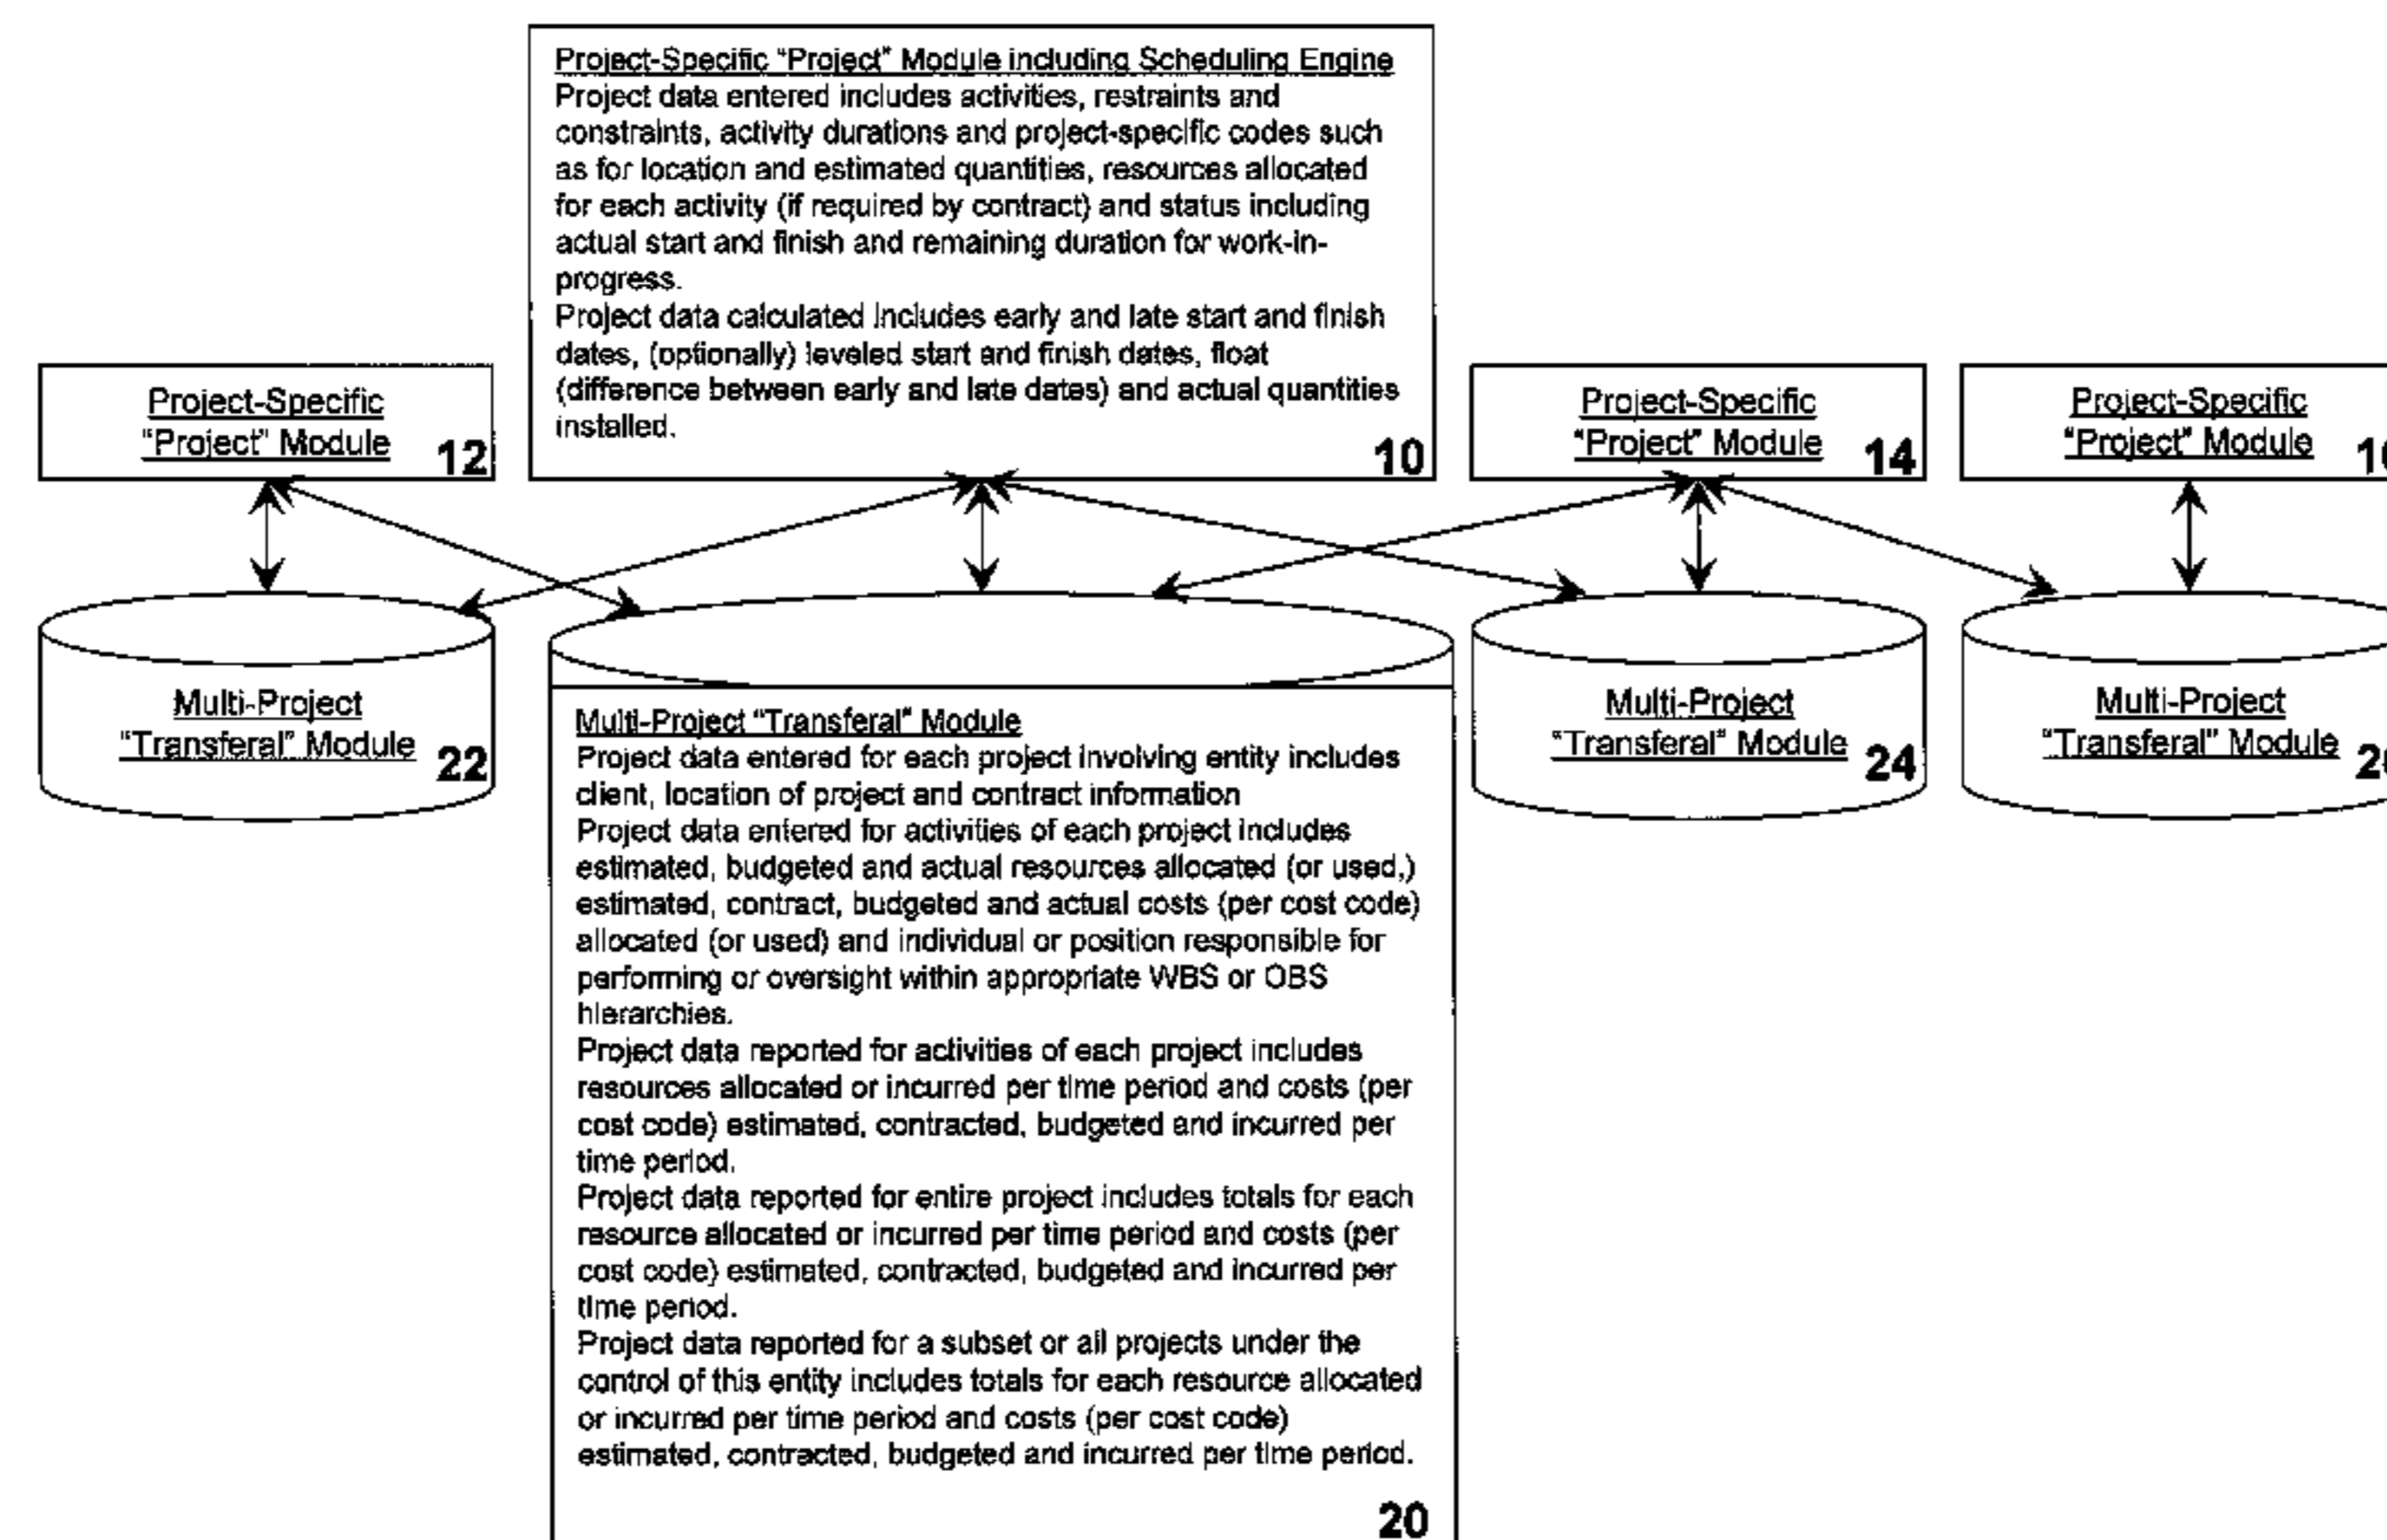 Project-Specific "Project" Module including Scheduling Engine
Project data entered includes activities, restraints and
constraints, activity durations and project-specific codes such
as for location and estimated quantities, resources allocated
for each activity (if required by contract) and status including
actual start and finish and remaining duration for work-in-
progress.
Project data calculated includes early and late start and finish
dates, (optionally) leveled start and finish dates, float
(difference between early and late dates) and actual quantities
installed.
10
Project-Specific
"Project" Module
12
Project-Specific
"Project" Module
14
Project-Specific
"Project" Module
Multi-Project
"Transferal" Module
22
Multi-Project "Transferal" Module
Project data entered for each project involving entity includes
client, location of project and contract information
Project data entered for activities of each project includes
estimated, budgeted and actual resources allocated (or used,)
estimated, contract, budgeted and actual costs (per cost code)
allocated (or used) and individual or position responsible for
performing or oversight within appropriate WBS or OBS
hierarchies.
Project data reported for activities of each project includes
resources allocated or incurred per time period and costs (per
cost code) estimated, contracted, budgeted and incurred per
time period.
Project data reported for entire project includes totals for each
resource allocated or incurred per time period and costs (per
cost code) estimated, contracted, budgeted and incurred per
time period.
Project data reported for a subset or all projects under the
control of this entity includes totals for each resource allocated
or incurred per time period and costs (per cost code)
estimated, contracted, budgeted and incurred per time period.
20
Multi-Project
"Transferal" Module
24
Multi-Project
"Transferal" Module